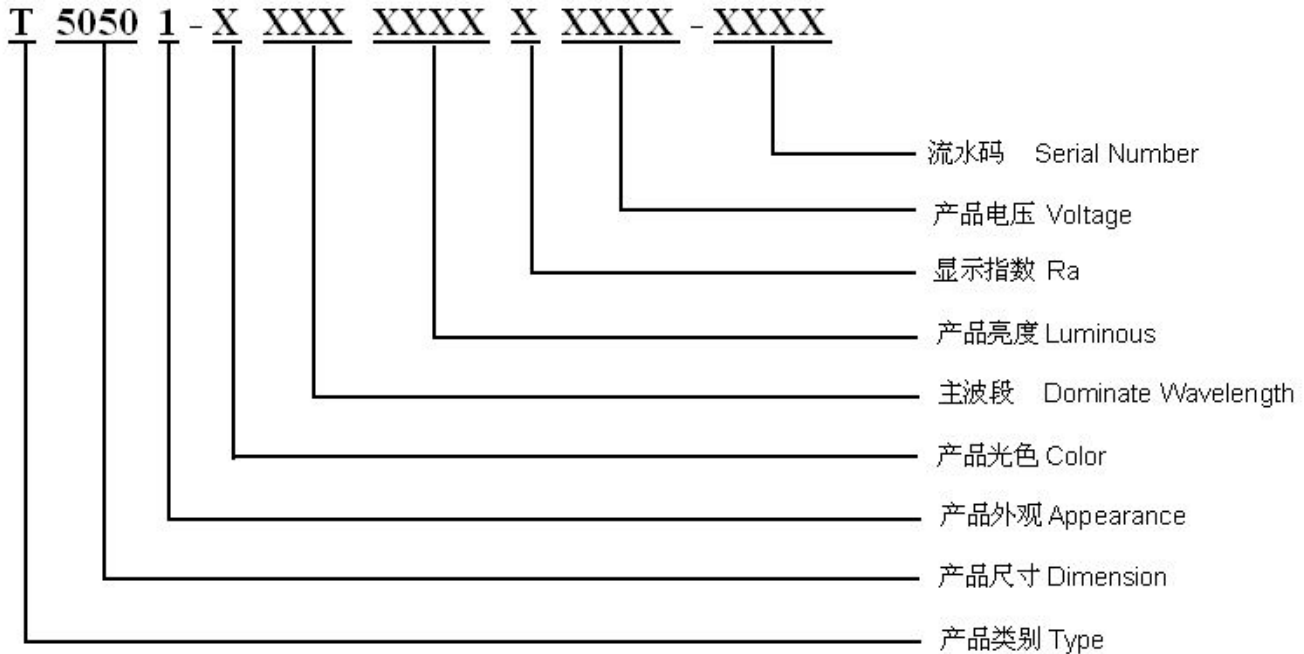 T 5050 1 - X XXX XXXX X XXXX - XXXX
流水码 Serial Number
产品电压 Voltage
显示指数 Ra
产品亮度 Luminous
主波段 Dominate Wavelength
产品光色 Color
产品外观 Appearance
产品尺寸 Dimension
产品类别 Type